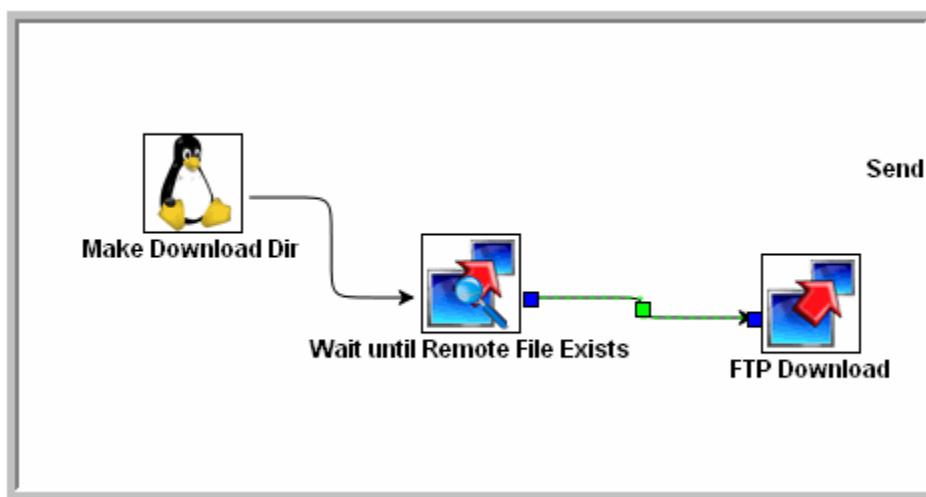 Send
Make Download Dir
Wait until Remote File Exists
FTP Download